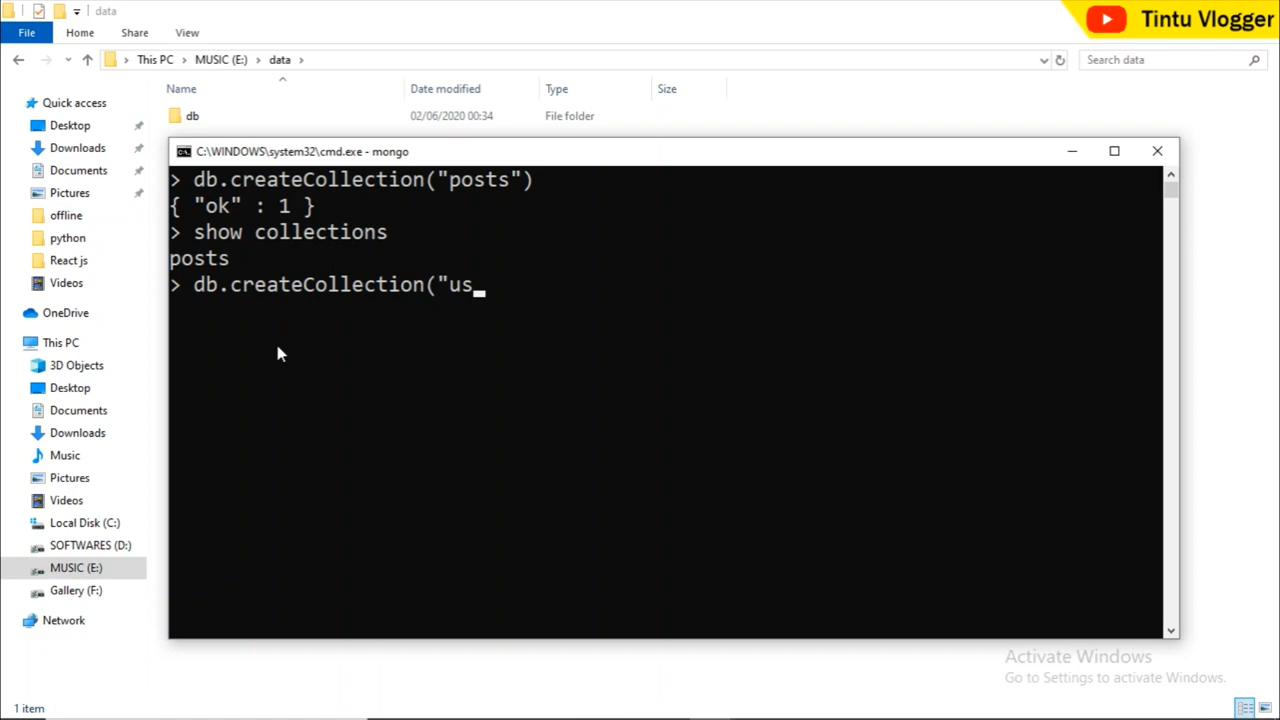 data
Tintu Vlogger
File Home Share View
This PC MUSIC (E:) data
Search data
Name Date modified Type Size
db 02/06/2020 00:34 File folder
Quick access
Desktop
Downloads
Documents
Pictures
offline
python
React js
Videos
OneDrive
This PC
3D Objects
Desktop
Documents
Downloads
Music
Pictures
Videos
Local Disk (C:)
SOFTWARES (D:)
MUSIC (E:)
Gallery (F:)
Network
C:\WINDOWS\system32\cmd.exe - mongo
> db.createCollection("posts")
{ "ok" : 1 }
> show collections
posts
> db.createCollection("us_
Activate Windows
Go to Settings to activate Windows.
1 item